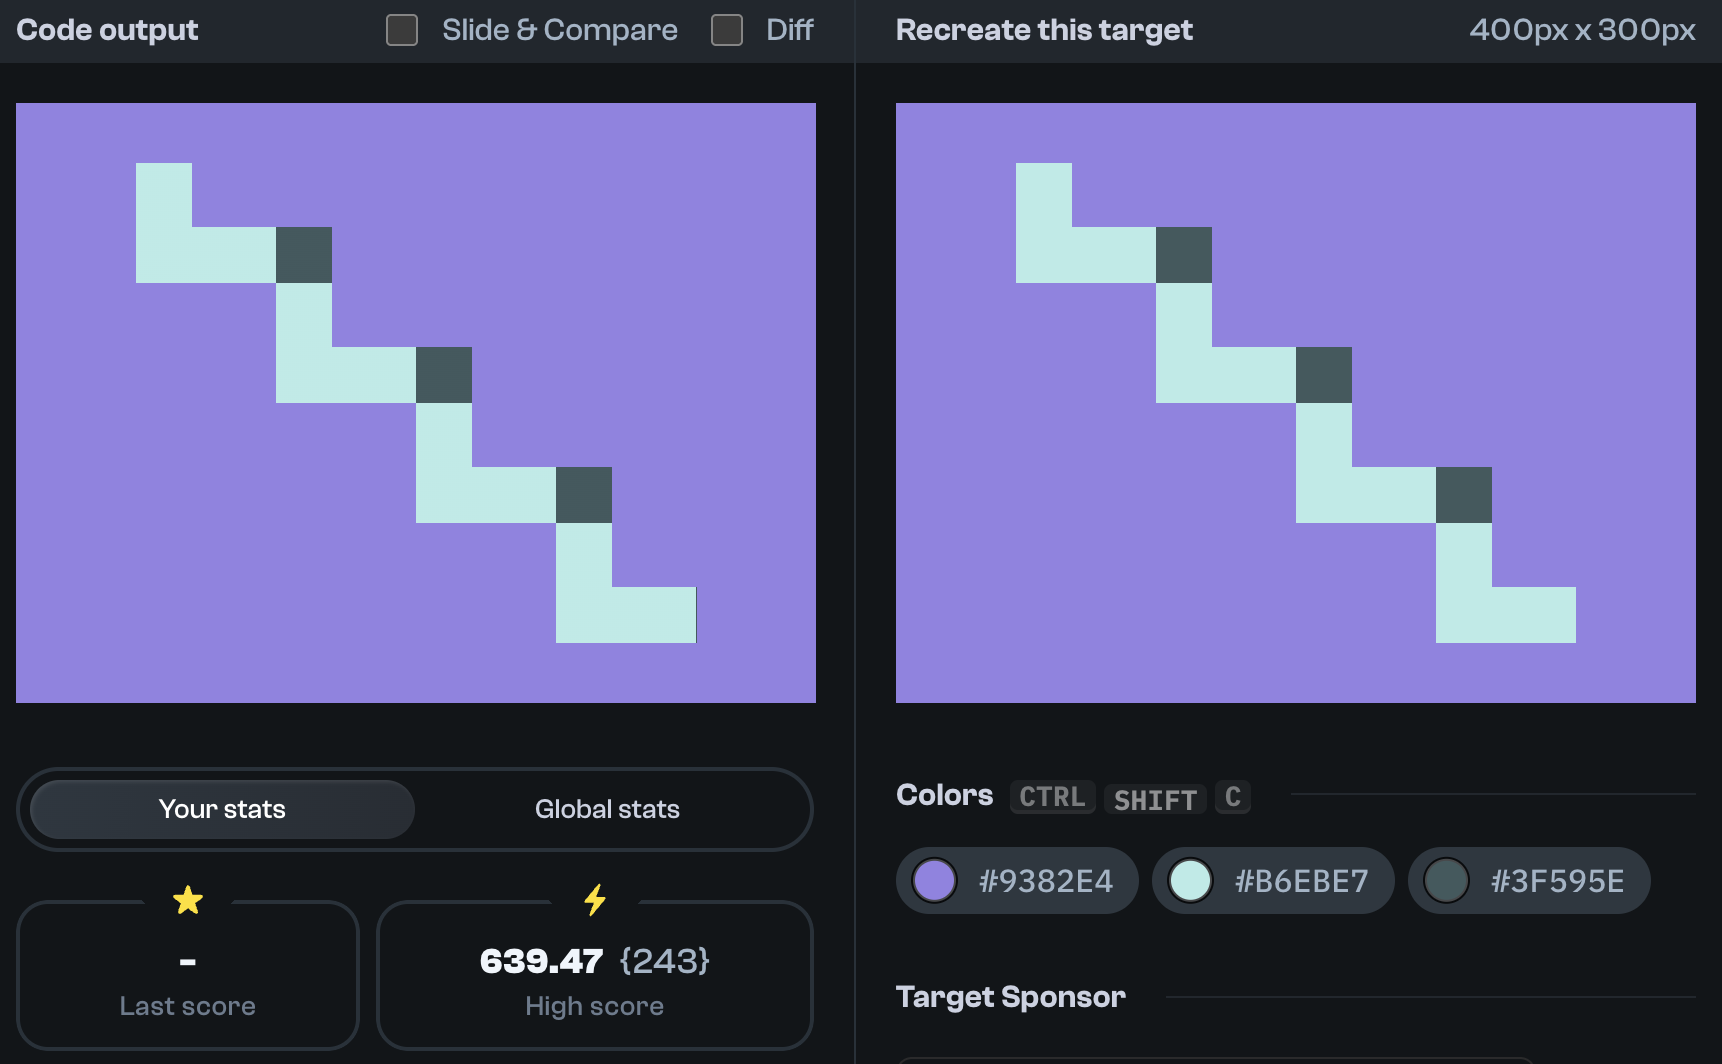 Code output
Slide & Compare
Diff
Recreate this target
400px x 300px
Your stats
Global stats
-
Last score
639.47 {243}
High score
Colors CTRL SHIFT C
#9382E4
#B6EBE7
#3F595E
Target Sponsor